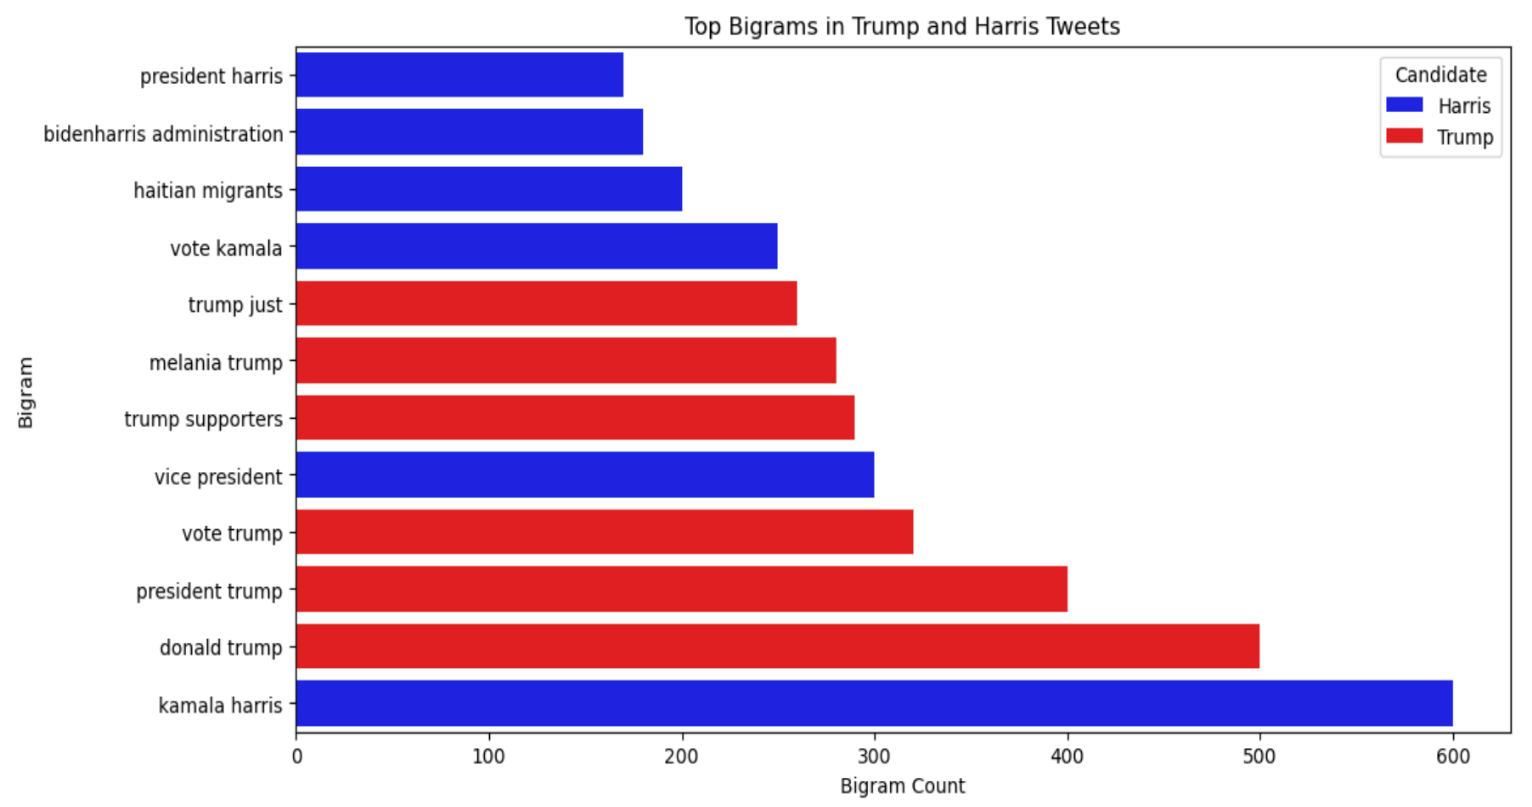 Top Bigrams in Trump and Harris Tweets
Candidate
Harris
Trump
president harris
bidenharris administration
haitian migrants
vote kamala
trump just
melania trump
trump supporters
vice president
vote trump
president trump
donald trump
kamala harris
Bigram
0 100 200 300 400 500 600
Bigram Count